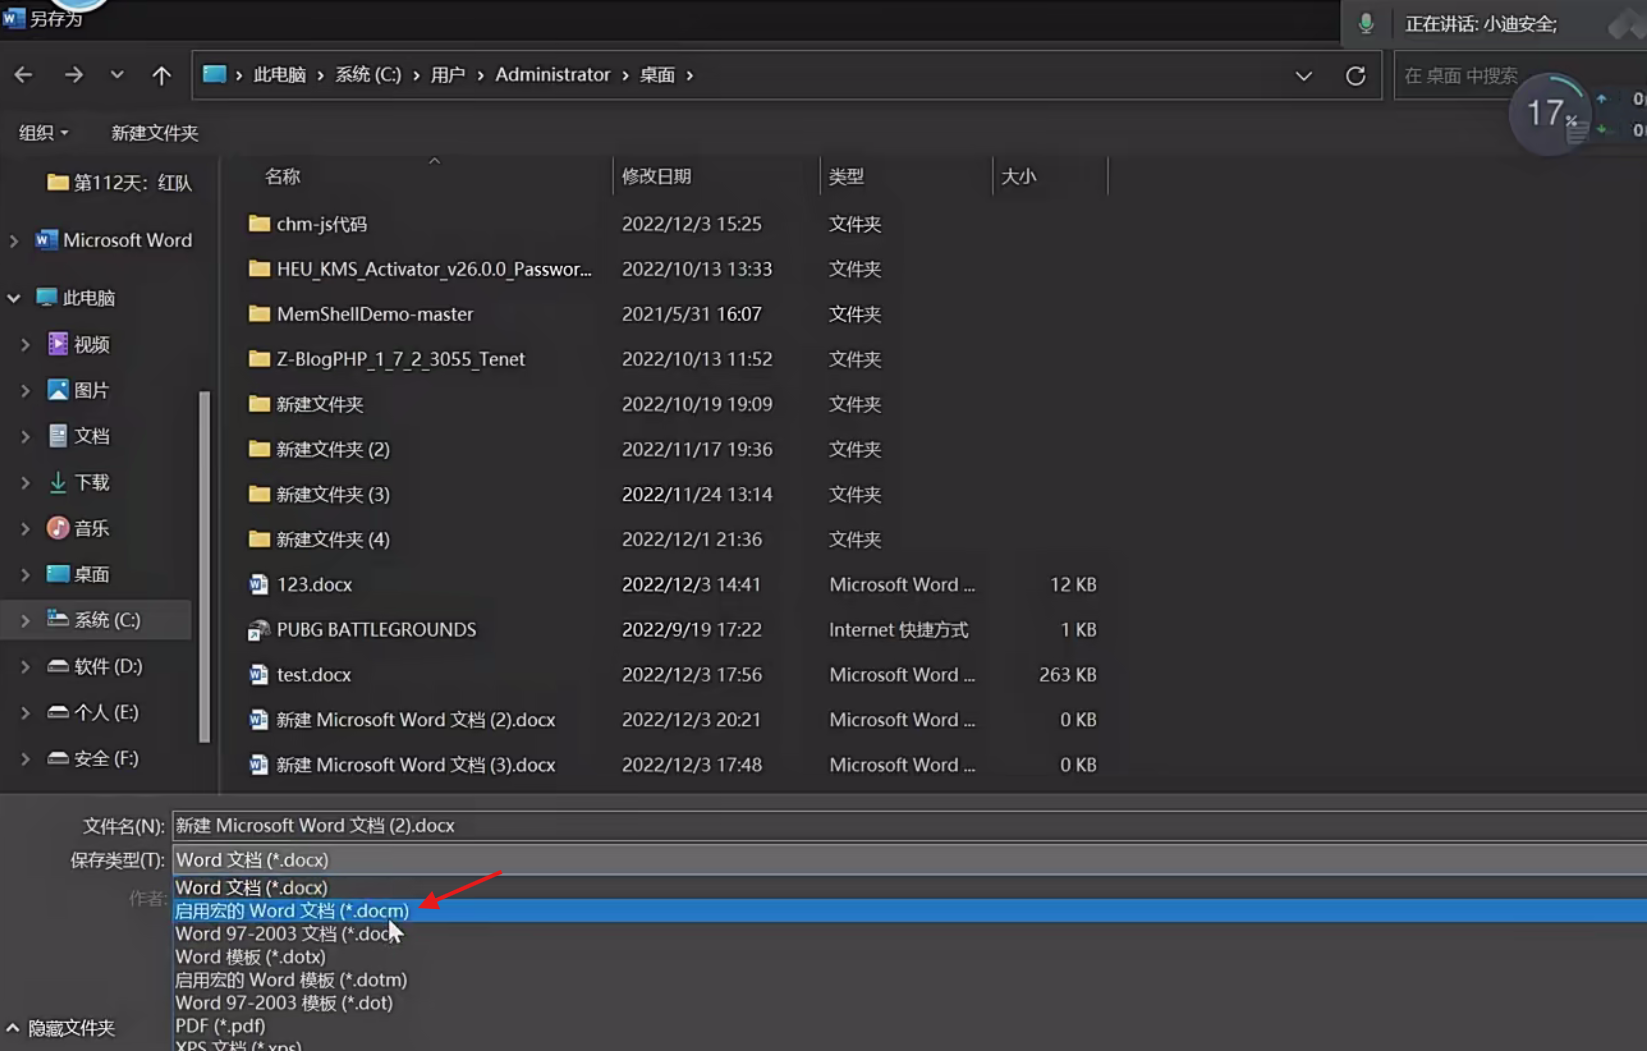 另存为
正在讲话: 小迪安全;
此电脑 › 系统 (C:) › 用户 › Administrator › 桌面 ›
在 桌面 中搜索
17%
组织
新建文件夹
名称 修改日期 类型 大小
第112天：红队
Microsoft Word
此电脑
视频
图片
文档
下载
音乐
桌面
系统 (C:)
软件 (D:)
个人 (E:)
安全 (F:)
chm-js代码 2022/12/3 15:25 文件夹
HEU_KMS_Activator_v26.0.0_Passwor... 2022/10/13 13:33 文件夹
MemShellDemo-master 2021/5/31 16:07 文件夹
Z-BlogPHP_1_7_2_3055_Tenet 2022/10/13 11:52 文件夹
新建文件夹 2022/10/19 19:09 文件夹
新建文件夹 (2) 2022/11/17 19:36 文件夹
新建文件夹 (3) 2022/11/24 13:14 文件夹
新建文件夹 (4) 2022/12/1 21:36 文件夹
123.docx 2022/12/3 14:41 Microsoft Word ... 12 KB
PUBG BATTLEGROUNDS 2022/9/19 17:22 Internet 快捷方式 1 KB
test.docx 2022/12/3 17:56 Microsoft Word ... 263 KB
新建 Microsoft Word 文档 (2).docx 2022/12/3 20:21 Microsoft Word ... 0 KB
新建 Microsoft Word 文档 (3).docx 2022/12/3 17:48 Microsoft Word ... 0 KB
文件名(N): 新建 Microsoft Word 文档 (2).docx
保存类型(T): Word 文档 (*.docx)
作者:
Word 文档 (*.docx)
启用宏的 Word 文档 (*.docm)
Word 97-2003 文档 (*.doc)
Word 模板 (*.dotx)
启用宏的 Word 模板 (*.dotm)
Word 97-2003 模板 (*.dot)
PDF (*.pdf)
XPS 文档 (*.xps)
隐藏文件夹